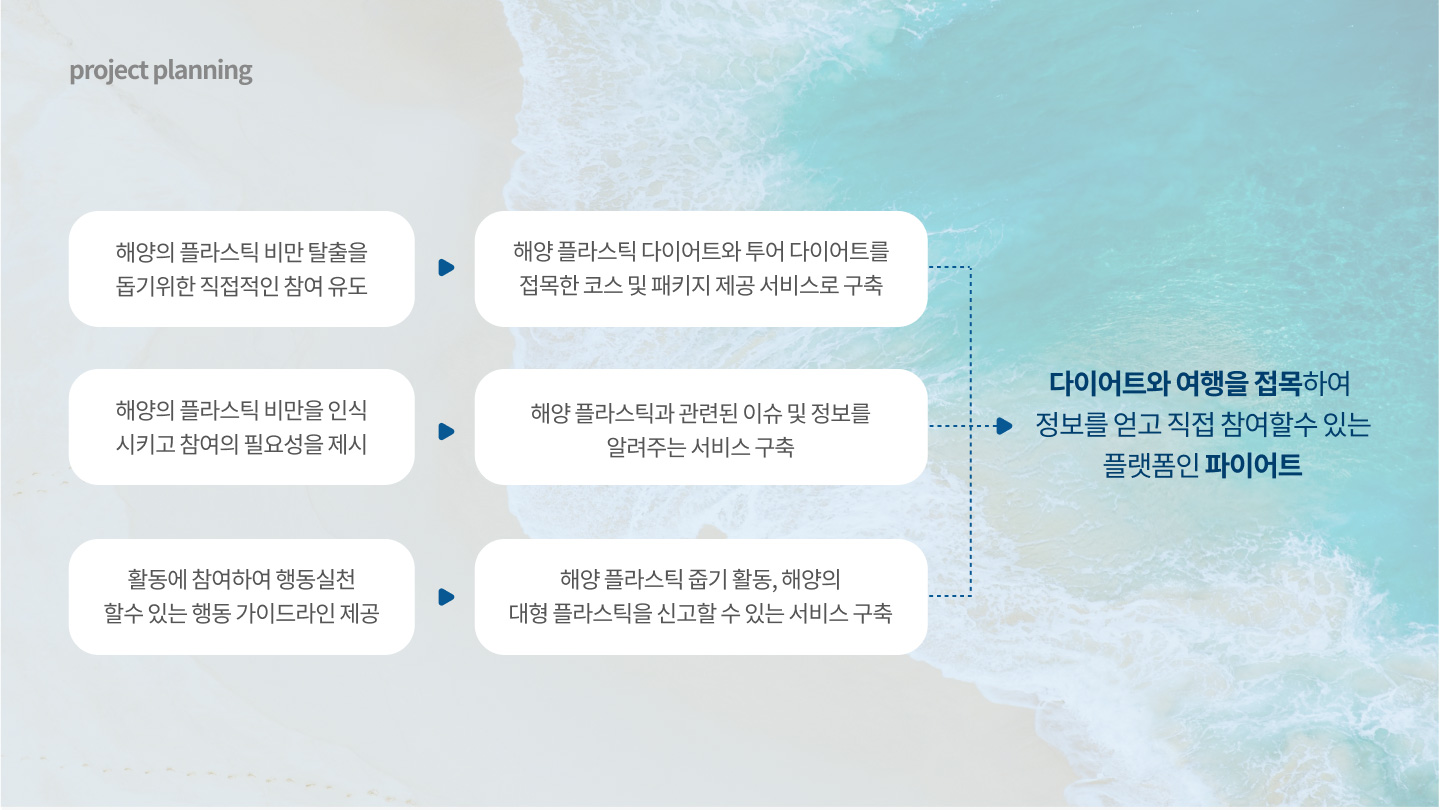 project planning
해양의 플라스틱 비만 탈출을
돕기위한 직접적인 참여 유도
해양 플라스틱 다이어트와 투어 다이어트를
접목한 코스 및 패키지 제공 서비스로 구축
해양의 플라스틱 비만을 인식
시키고 참여의 필요성을 제시
해양 플라스틱과 관련된 이슈 및 정보를
알려주는 서비스 구축
활동에 참여하여 행동실천
할수 있는 행동 가이드라인 제공
해양 플라스틱 줍기 활동, 해양의
대형 플라스틱을 신고할 수 있는 서비스 구축
다이어트와 여행을 접목하여
정보를 얻고 직접 참여할수 있는
플랫폼인 파이어트